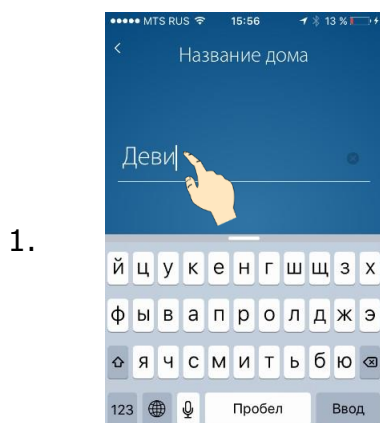 ●●●●● MTS RUS 15:56 13 %
Название дома
Деви
1.
й ц у к е н г ш щ з х
ф ы в а п р о л д ж э
я ч с м и т ь б ю
123 Пробел Ввод